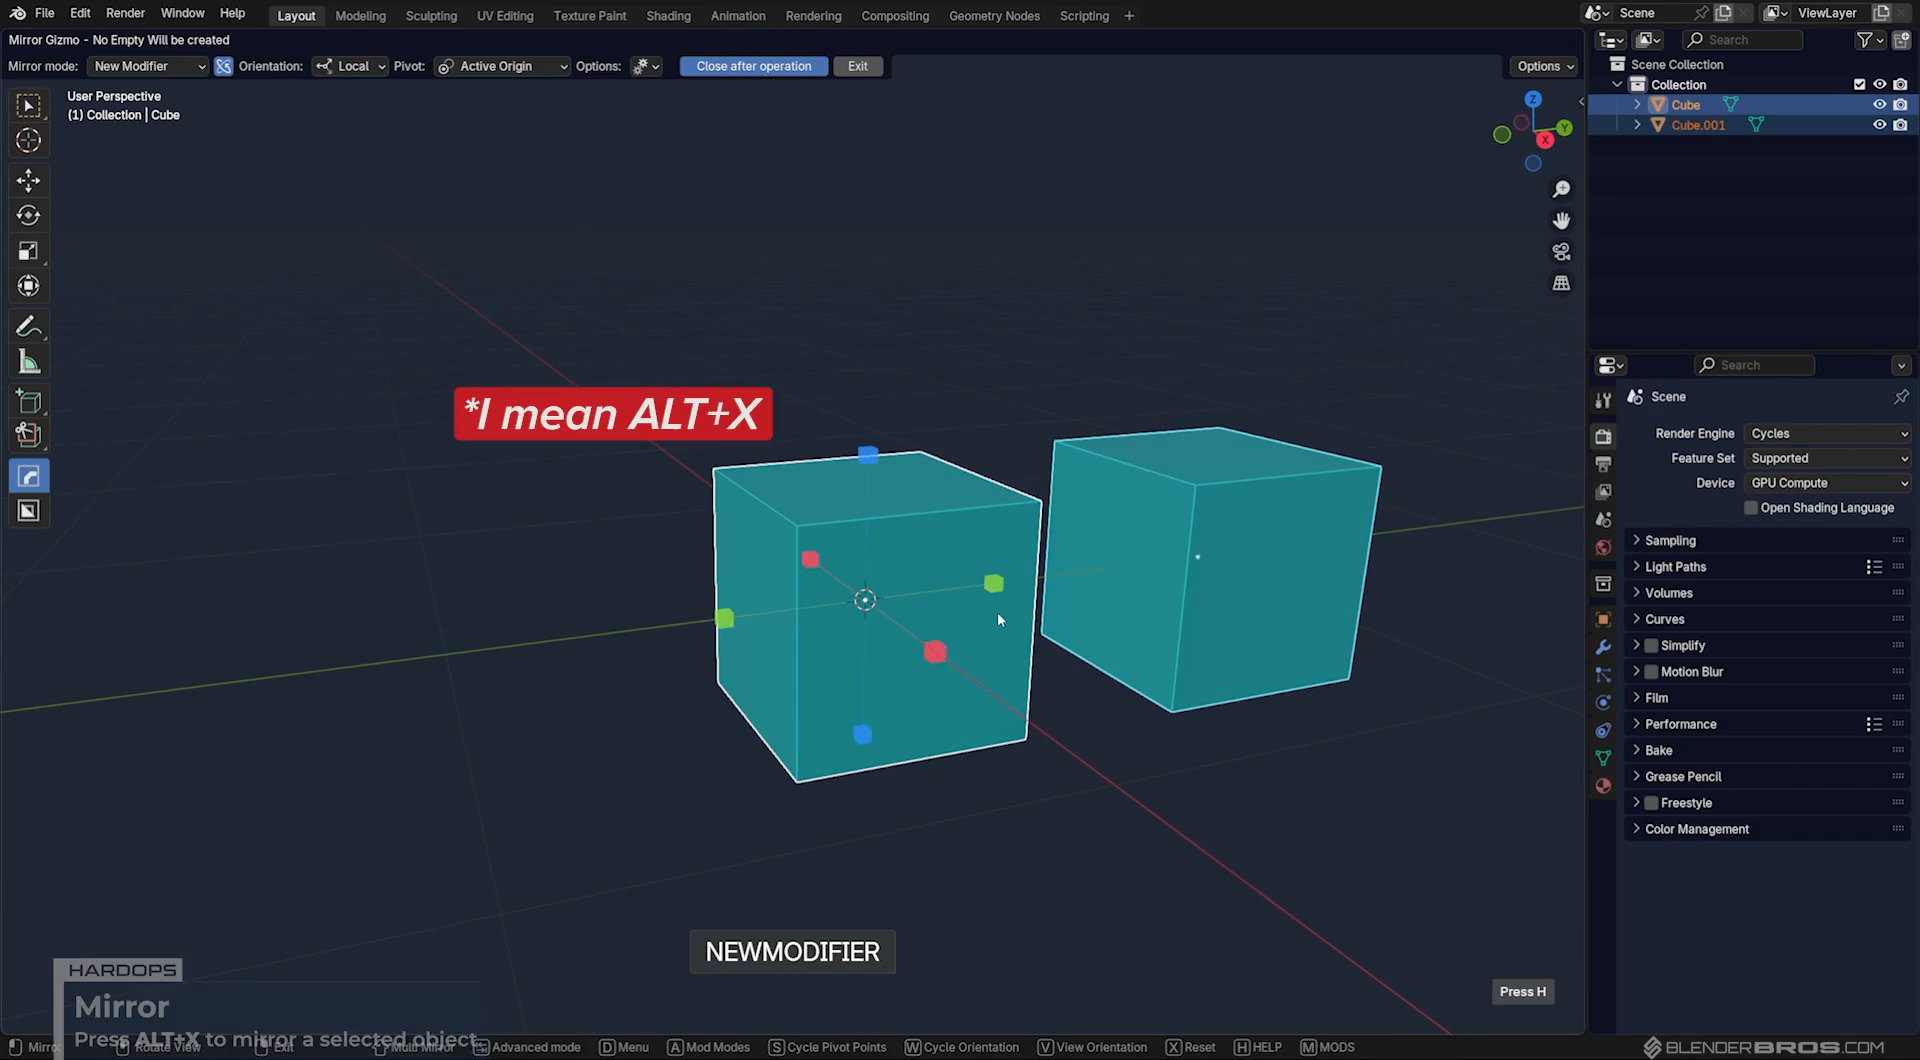 File Edit Render Window Help Layout Modeling Sculpting UV Editing Texture Paint Shading Animation Rendering Compositing Geometry Nodes Scripting + Scene ViewLayer
Mirror Gizmo - No Empty Will be created
Search
Mirror mode: New Modifier Orientation: Local Pivot: Active Origin Options: Close after operation Exit Options
Scene Collection
Collection
Cube
Cube.001
User Perspective
(1) Collection | Cube
Z
Y
X
*I mean ALT+X
Search
Scene
Render Engine Cycles
Feature Set Supported
Device GPU Compute
Open Shading Language
Sampling
Light Paths
Volumes
Curves
Simplify
Motion Blur
Film
Performance
Bake
Grease Pencil
Freestyle
Color Management
NEWMODIFIER
Press H
HARDOPS
Mirror
Press ALT+X to mirror a selected object
Mirror Rotate View Exit Multi Mirror Advanced mode D Menu A Mod Modes S Cycle Pivot Points W Cycle Orientation V View Orientation X Reset H HELP M MODS
BLENDERBROS.COM